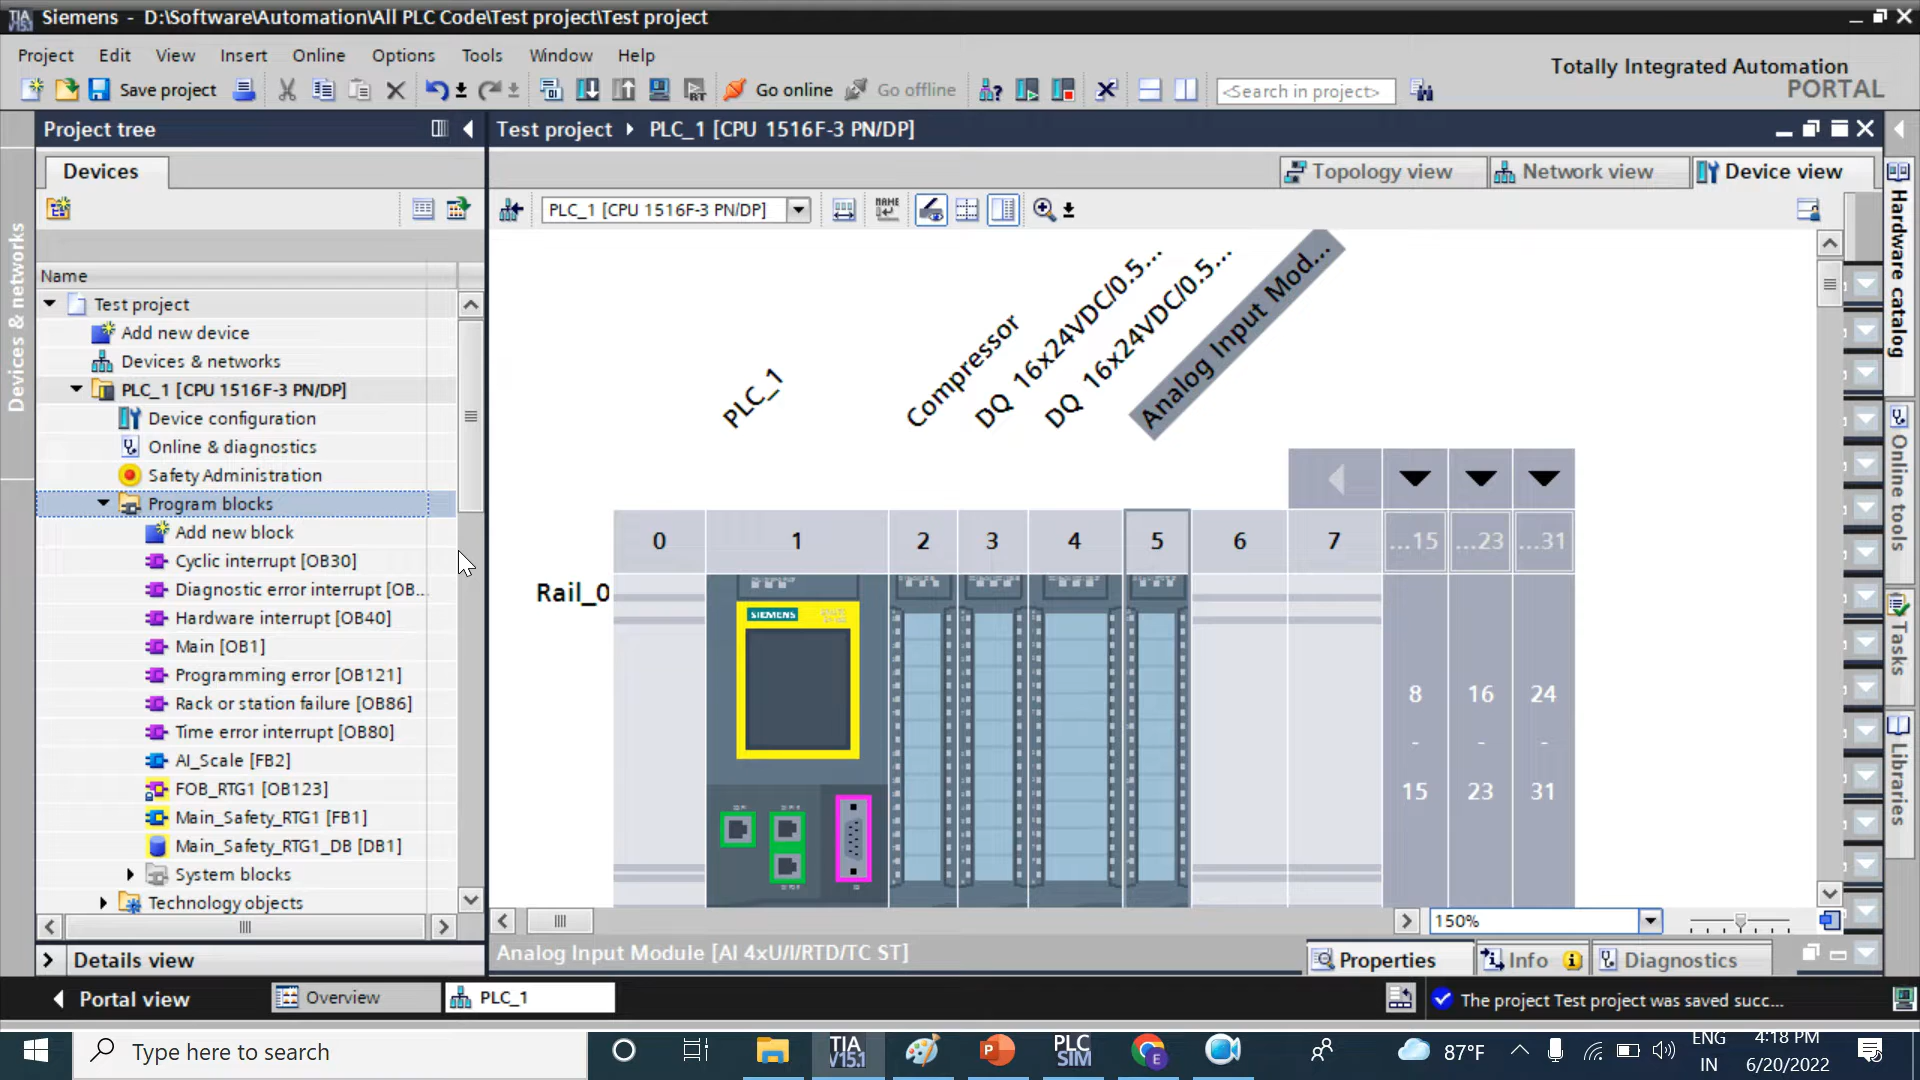 TIA
V15.1
Siemens - D:\Software\Automation\All PLC Code\Test project\Test project
Project Edit View Insert Online Options Tools Window Help
Totally Integrated Automation
PORTAL
Save project
Go online Go offline
<Search in project>
Project tree
Test project PLC_1 [CPU 1516F-3 PN/DP]
Devices
Topology view Network view Device view
PLC_1 [CPU 1516F-3 PN/DP]
NAME
Name
Test project
Add new device
Devices & networks
PLC_1 [CPU 1516F-3 PN/DP]
Device configuration
Online & diagnostics
Safety Administration
Program blocks
Add new block
Cyclic interrupt [OB30]
Diagnostic error interrupt [OB...
Hardware interrupt [OB40]
Main [OB1]
Programming error [OB121]
Rack or station failure [OB86]
Time error interrupt [OB80]
AI_Scale [FB2]
FOB_RTG1 [OB123]
Main_Safety_RTG1 [FB1]
Main_Safety_RTG1_DB [DB1]
System blocks
Technology objects
Details view
Devices & networks
PLC_1
Compressor
DQ 16x24VDC/0.5...
DQ 16x24VDC/0.5...
Analog Input Mod...
0 1 2 3 4 5 6 7 ...15 ...23 ...31
Rail_0
SIEMENS
8 16 24
- - -
15 23 31
150%
Analog Input Module [AI 4xU/I/RTD/TC ST]
Properties Info Diagnostics
Hardware catalog
Online tools
Tasks
Libraries
Portal view Overview PLC_1
The project Test project was saved succ...
Type here to search
TIA
V15.1
PLC
SIM
E
87°F
ENG
IN
4:18 PM
6/20/2022